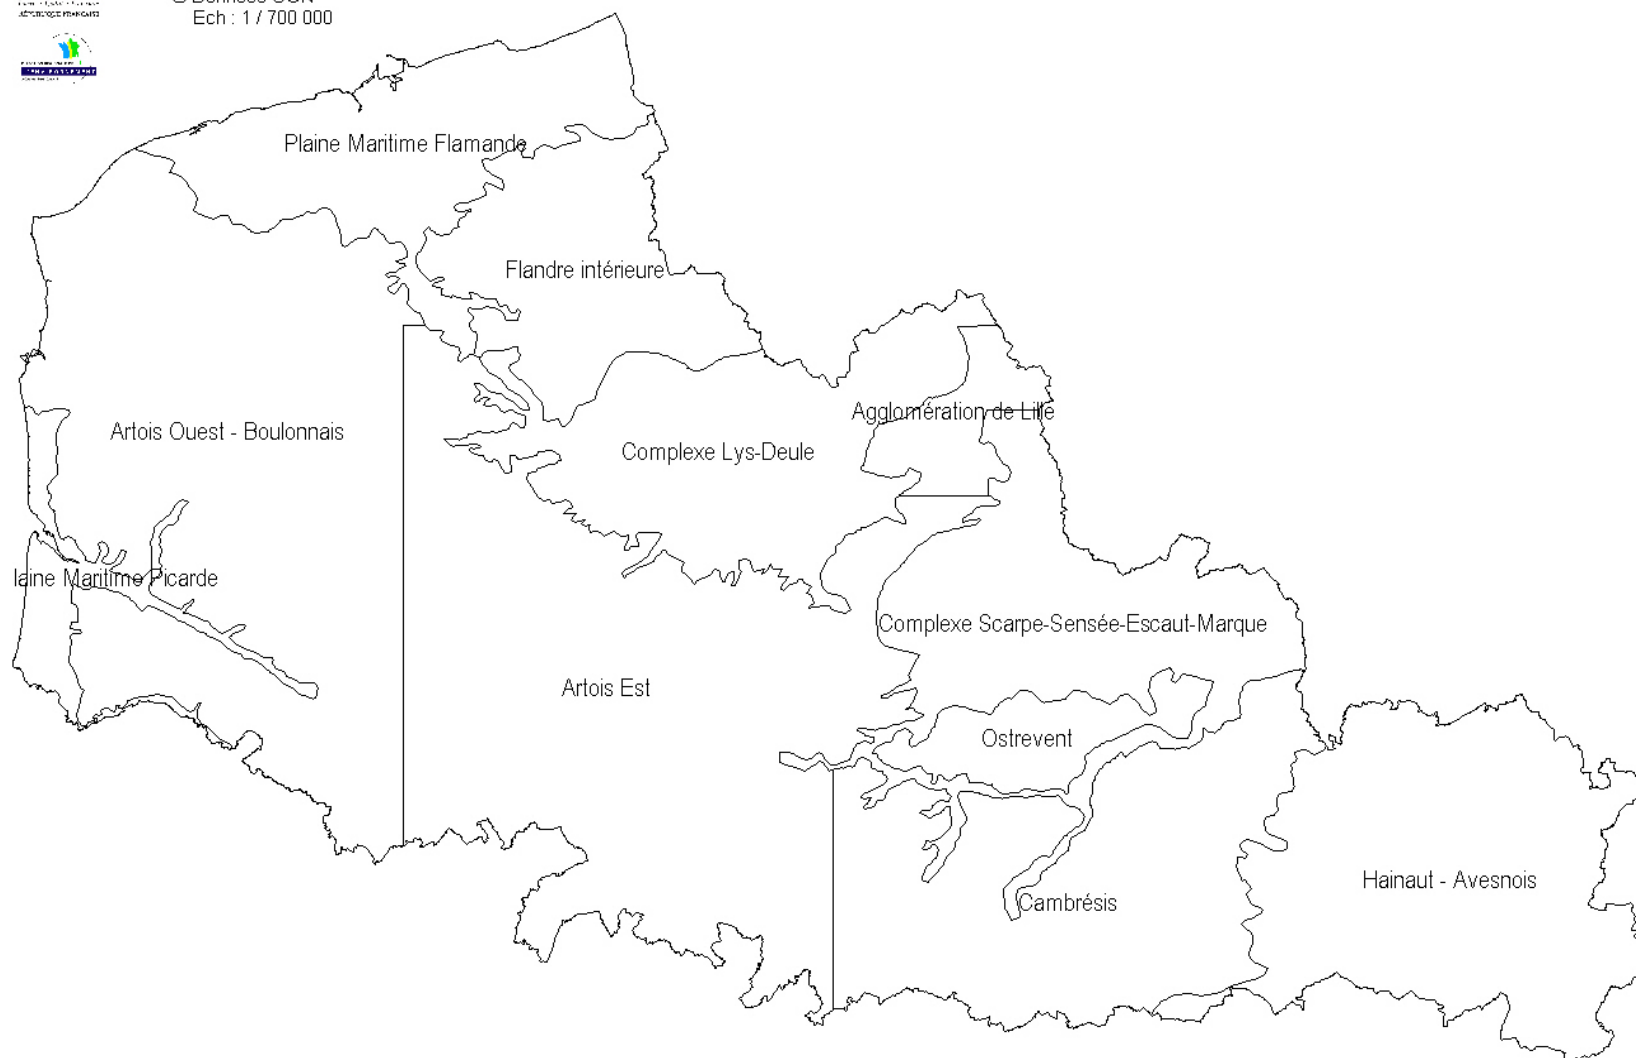 Ech : 1 / 700 000
Plaine Maritime Flamande
Flandre intérieure
Agglomération de Lille
Artois Ouest - Boulonnais
Complexe Lys-Deule
laine Maritime Picarde
Complexe Scarpe-Sensée-Escaut-Marque
Artois Est
Ostrevent
Hainaut - Avesnois
Cambrésis